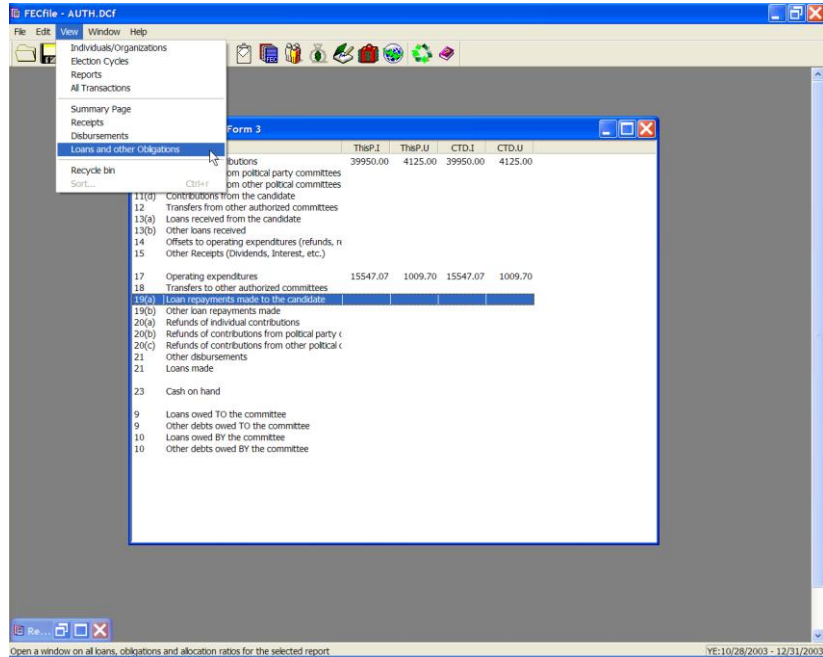 FECfile - AUTH.DCf
File Edit View Window Help
Individuals/Organizations
Election Cycles
Reports
All Transactions
Summary Page
Receipts
Disbursements
Loans and other Obligations
Recycle bin
Sort... Ctrl+r
Form 3
ThisP.I ThisP.U CTD.I CTD.U
butions 39950.00 4125.00 39950.00 4125.00
om political party committees
om other political committees
11(d) Contributions from the candidate
12 Transfers from other authorized committees
13(a) Loans received from the candidate
13(b) Other loans received
14 Offsets to operating expenditures (refunds, re
15 Other Receipts (Dividends, Interest, etc.)
17 Operating expenditures 15547.07 1009.70 15547.07 1009.70
18 Transfers to other authorized committees
19(a) Loan repayments made to the candidate
19(b) Other loan repayments made
20(a) Refunds of individual contributions
20(b) Refunds of contributions from political party c
20(c) Refunds of contributions from other political c
21 Other disbursements
21 Loans made
23 Cash on hand
9 Loans owed TO the committee
9 Other debts owed TO the committee
10 Loans owed BY the committee
10 Other debts owed BY the committee
Re...
Open a window on all loans, obligations and allocation ratios for the selected report YE:10/28/2003 - 12/31/2003